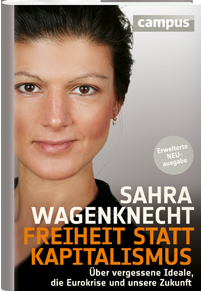 campus
Erweiterte
NEU-
ausgabe
SAHRA
WAGENKNECHT
FREIHEIT STATT
KAPITALISMUS
Über vergessene Ideale,
die Eurokrise und unsere Zukunft